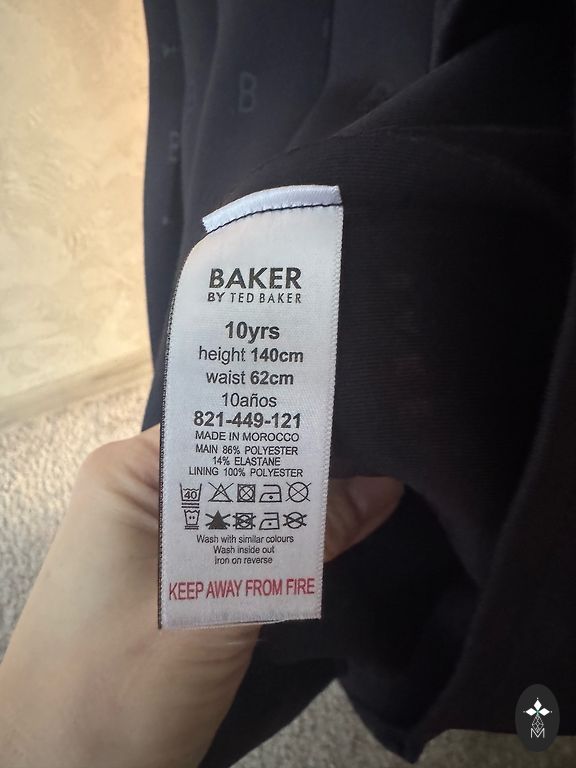 B
BAKER
BY TED BAKER
10yrs
height 140cm
waist 62cm
10años
821-449-121
MADE IN MOROCCO
MAIN 86% POLYESTER
14% ELASTANE
LINING 100% POLYESTER
40
Wash with similar colours
Wash inside out
Iron on reverse
KEEP AWAY FROM FIRE
M